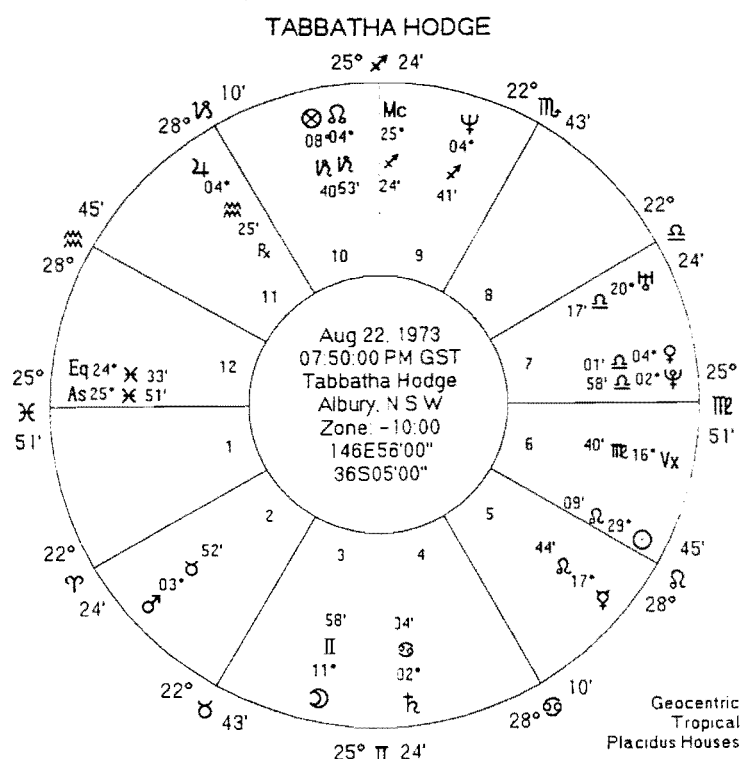 TABBATHA HODGE
25° ♐ 24'
10'
28° ♑
22° ♏ 43'
⊗ ☊ Mc ♆
08° 04° 25° 04°
♑ ♑ ♐ ♐
40' 53' 24' 41'
♃ 04° ♒ 25' ℞
45' ♒ 28°
22° ♎ 24'
10 9
11 8
17' ♎ 20° ♅
12 7
Aug 22, 1973
07:50:00 PM GST
Tabbatha Hodge
Albury, N S W
Zone: -10:00
146E56'00"
36S05'00"
Eq 24° ♓ 33'
As 25° ♓ 51'
01' ♎ 04° ♀
58' ♎ 02° ♇
25° ♓ 51'
25° ♍ 51'
1 6
40' ♍ 16° Vx
2 5
09' ♌ 29° ☉
3 4
44' ♌ 17° ☿
22° ♈ 24'
45' ♌ 28°
♂ 03° ♉ 52'
58' ♊ 11° ☽
04' ♋ 02° ♄
22° ♉ 43'
10' 28° ♋
25° ♊ 24'
Geocentric
Tropical
Placidus Houses